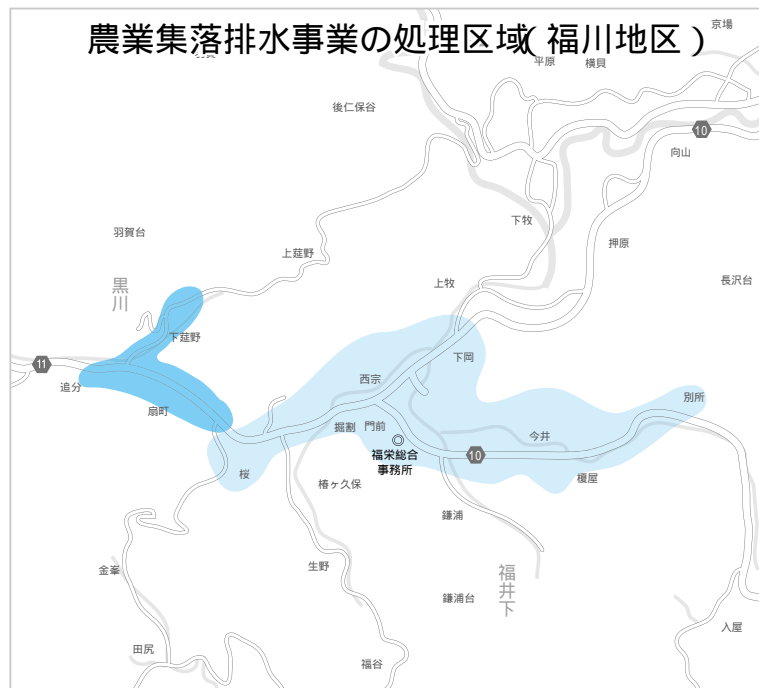 農業集落排水事業の処理区域(福川地区)
京場
平原
横貝
後仁保谷
10
向山
下牧
羽賀台
押原
上莚野
長沢台
上牧
黒川
下莚野
下岡
11
西宗
追分
別所
扇町
掘割
門前
今井
福栄総合
事務所
10
桜
椿ヶ久保
榎屋
鎌浦
生野
金峯
福井下
鎌浦台
入屋
田尻
福谷